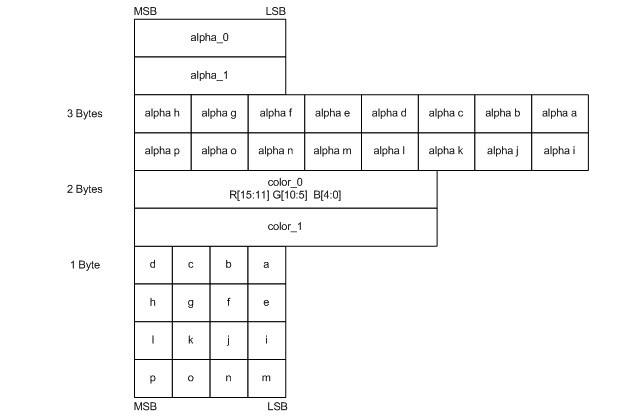 MSB LSB
alpha_0
alpha_1
3 Bytes alpha h alpha g alpha f alpha e alpha d alpha c alpha b alpha a
alpha p alpha o alpha n alpha m alpha l alpha k alpha j alpha i
2 Bytes color_0
R[15:11] G[10:5] B[4:0]
color_1
1 Byte d c b a
h g f e
l k j i
p o n m
MSB LSB